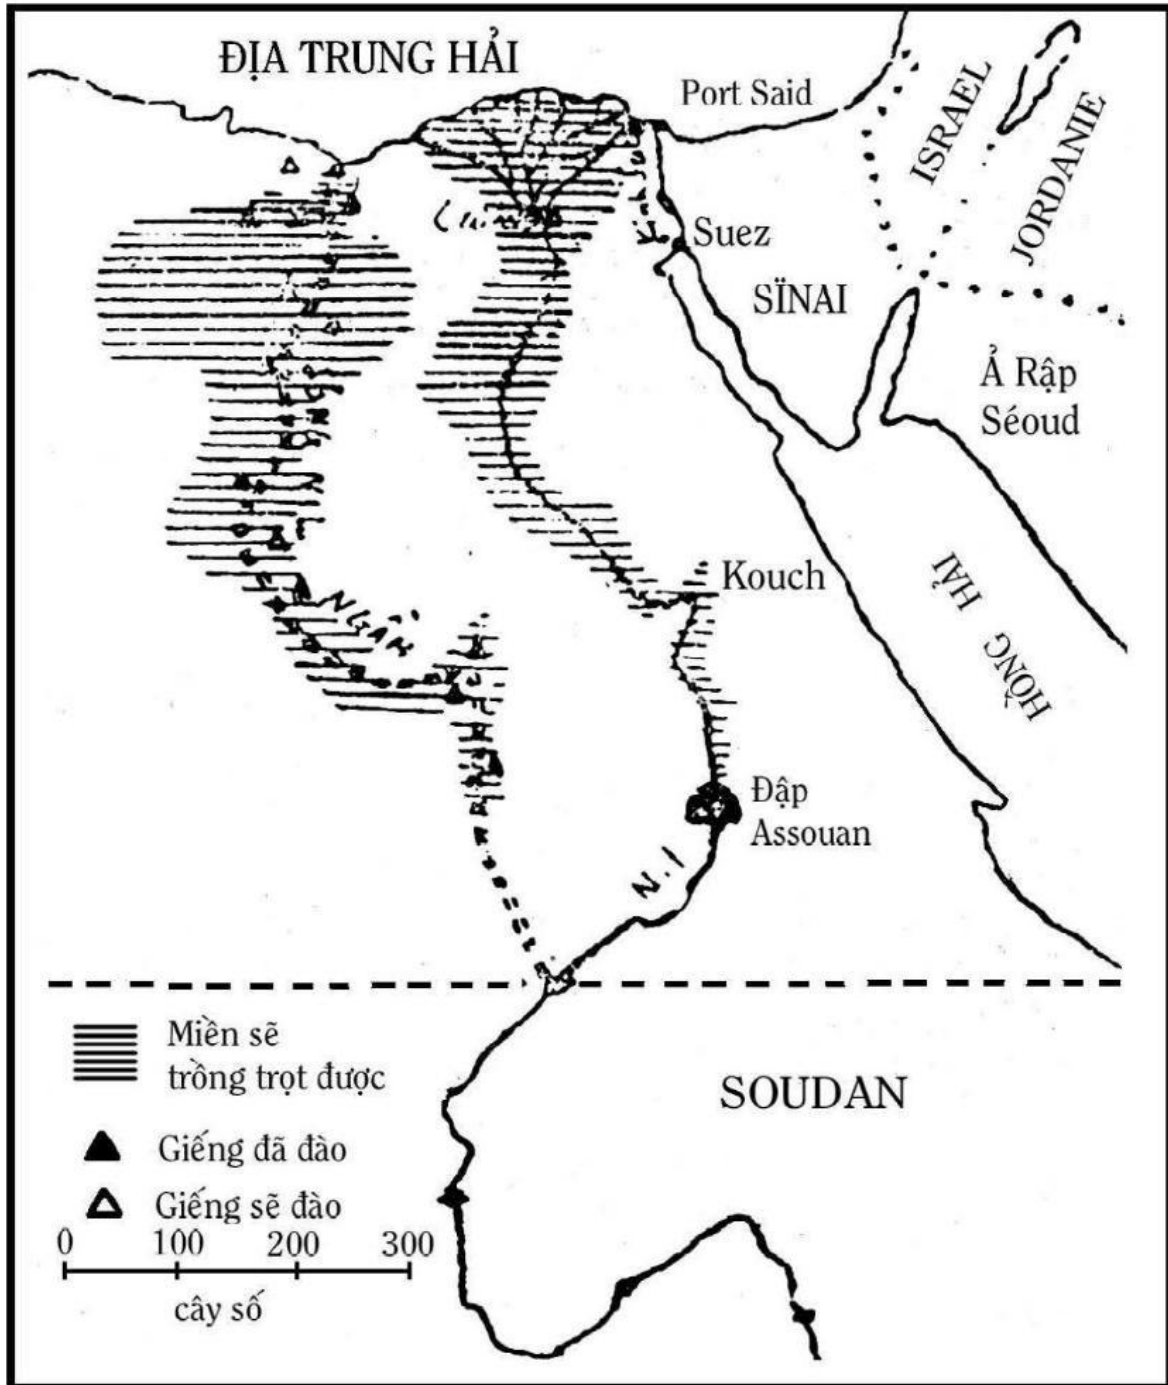 ĐỊA TRUNG HẢI
Port Said
ISRAEL
JORDANIE
Suez
SÏNAI
Ả Rập
Séoud
Kouch
HỒNG HẢI
Đập
Assouan
N.I
Miền sẽ
trồng trọt được
SOUDAN
Giếng đã đào
Giếng sẽ đào
0 100 200 300
cây số